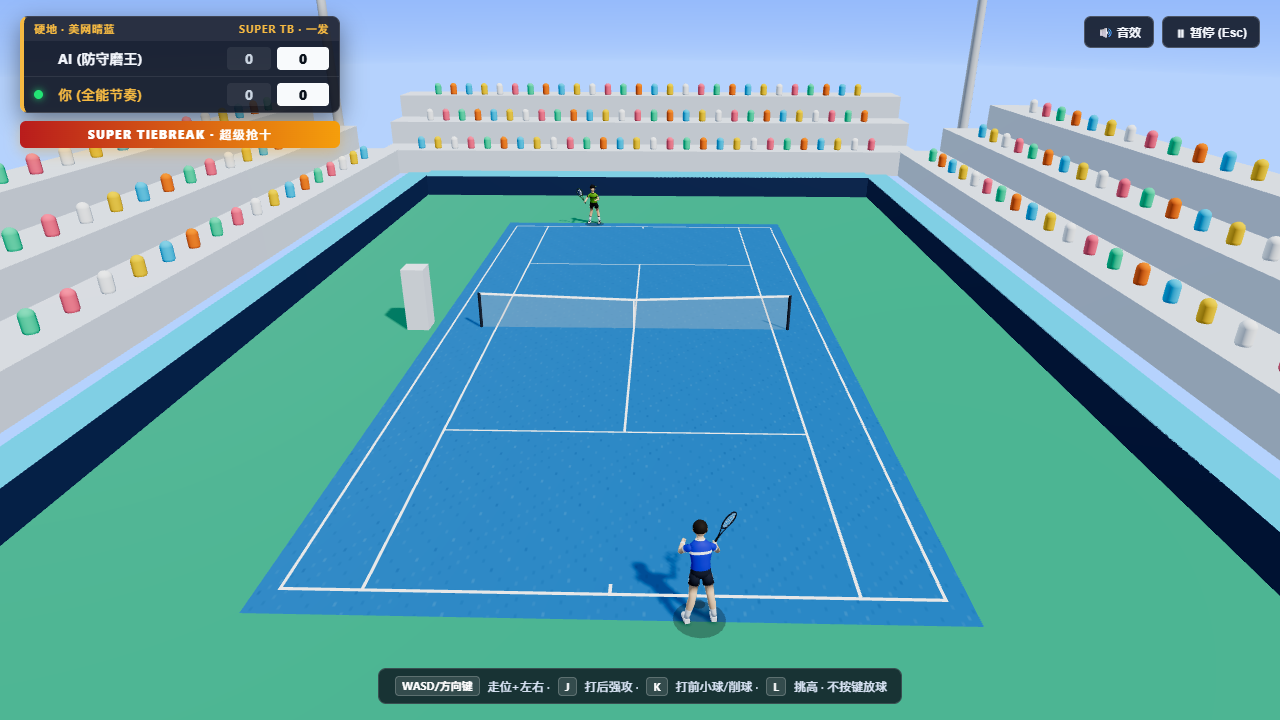 硬地 · 美网晴蓝 SUPER TB · 一发
AI (防守磨王) 0 0
你 (全能节奏) 0 0
SUPER TIEBREAK - 超级抢十
音效
暂停 (Esc)
WASD/方向键 走位+左右 · J 打后强攻 · K 打前小球/削球 · L 挑高 · 不按键放球